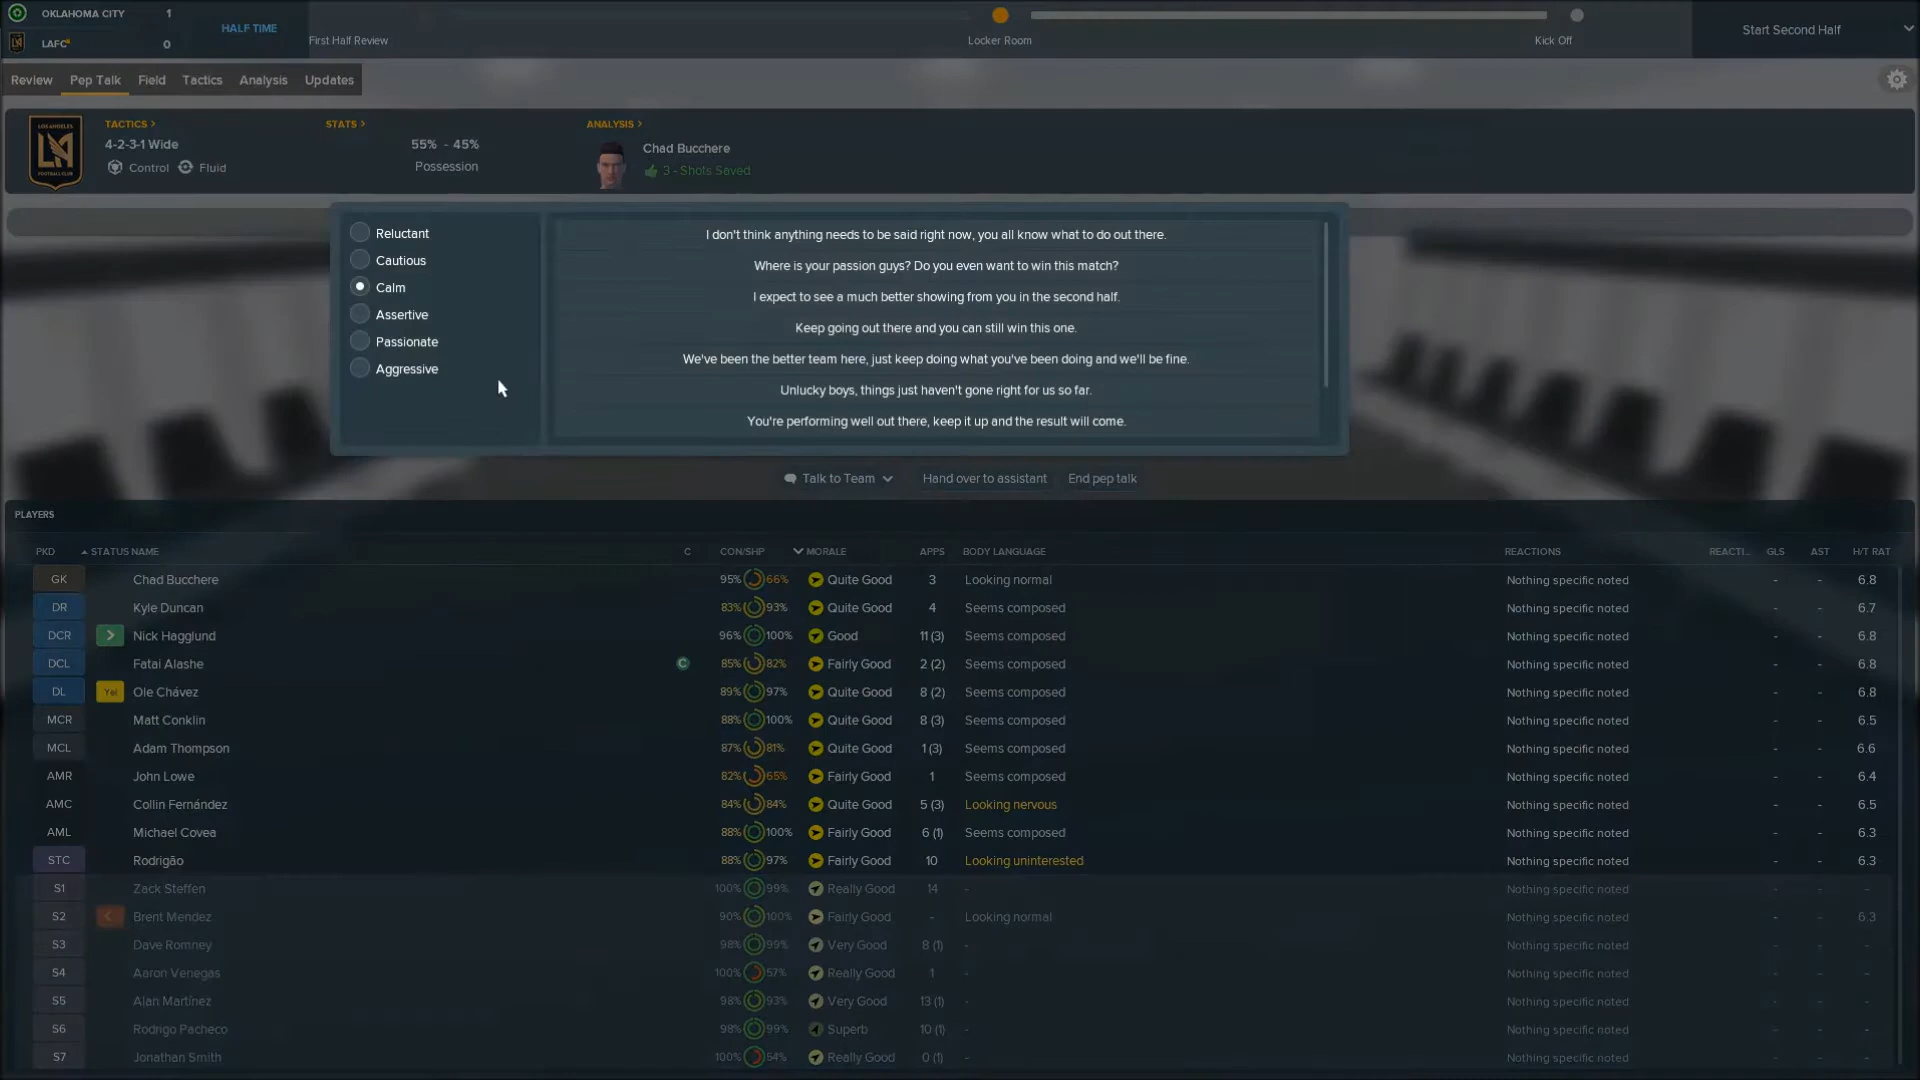 OKLAHOMA CITY 1
LAFC 0
HALF TIME
First Half Review
Locker Room
Kick Off
Start Second Half
Review Pep Talk Field Tactics Analysis Updates
TACTICS >
4-2-3-1 Wide
Control Fluid
STATS >
55% - 45%
Possession
ANALYSIS >
Chad Bucchere
3 - Shots Saved
LOS ANGELES
FOOTBALL CLUB
Reluctant
Cautious
Calm
Assertive
Passionate
Aggressive
I don't think anything needs to be said right now, you all know what to do out there.
Where is your passion guys? Do you even want to win this match?
I expect to see a much better showing from you in the second half.
Keep going out there and you can still win this one.
We've been the better team here, just keep doing what you've been doing and we'll be fine.
Unlucky boys, things just haven't gone right for us so far.
You're performing well out there, keep it up and the result will come.
Talk to Team Hand over to assistant End pep talk
PLAYERS
PKD STATUS NAME C CON/SHP MORALE APPS BODY LANGUAGE REACTIONS REACTI... GLS AST H/T RAT
GK Chad Bucchere 95% 66% Quite Good 3 Looking normal Nothing specific noted - - 6.8
DR Kyle Duncan 83% 93% Quite Good 4 Seems composed Nothing specific noted - - 6.7
DCR Nick Hagglund 96% 100% Good 11 (3) Seems composed Nothing specific noted - - 6.8
DCL Fatai Alashe C 85% 82% Fairly Good 2 (2) Seems composed Nothing specific noted - - 6.8
DL Yel Ole Chávez 89% 97% Quite Good 8 (2) Seems composed Nothing specific noted - - 6.8
MCR Matt Conklin 88% 100% Quite Good 8 (3) Seems composed Nothing specific noted - - 6.5
MCL Adam Thompson 87% 81% Quite Good 1 (3) Seems composed Nothing specific noted - - 6.6
AMR John Lowe 82% 65% Fairly Good 1 Seems composed Nothing specific noted - - 6.4
AMC Collin Fernández 84% 84% Quite Good 5 (3) Looking nervous Nothing specific noted - - 6.5
AML Michael Covea 88% 100% Fairly Good 6 (1) Seems composed Nothing specific noted - - 6.3
STC Rodrigão 88% 97% Fairly Good 10 Looking uninterested Nothing specific noted - - 6.3
S1 Zack Steffen 100% 99% Really Good 14 - Nothing specific noted - - -
S2 Brent Mendez 90% 100% Fairly Good - Looking normal Nothing specific noted - - 6.3
S3 Dave Romney 98% 99% Very Good 8 (1) - Nothing specific noted - - -
S4 Aaron Venegas 100% 57% Really Good 1 - Nothing specific noted - - -
S5 Alan Martínez 98% 93% Very Good 13 (1) - Nothing specific noted - - -
S6 Rodrigo Pacheco 98% 99% Superb 10 (1) - Nothing specific noted - - -
S7 Jonathan Smith 100% 54% Really Good 0 (1) - Nothing specific noted - - -